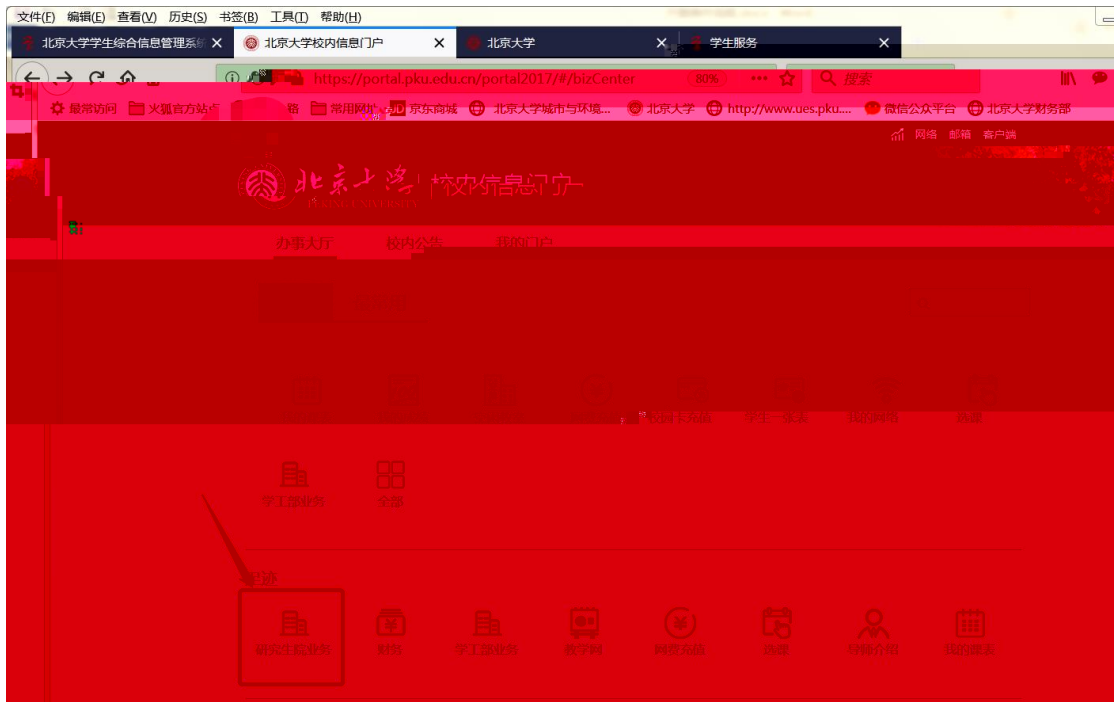 文件(F) 编辑(E) 查看(V) 历史(S) 书签(B) 工具(T) 帮助(H)
北京大学学生综合信息管理系统 北京大学校内信息门户 北京大学 学生服务
https://portal.pku.edu.cn/portal2017/#/bizCenter 80% 搜索
最常访问 火狐官方站点 常用网址 京东商城 北京大学城市与环境... 北京大学 http://www.ues.pku.... 微信公众平台 北京大学财务部
网络 邮箱 客户端
北京大学 校内信息门户
PEKING UNIVERSITY
办事大厅 校内公告 我的门户
校园卡充值 学生一张表 我的网络 选课
学工部业务 全部
足迹
研究生院业务 财务 学工部业务 教学网 网费充值 选课 导师介绍 我的课表